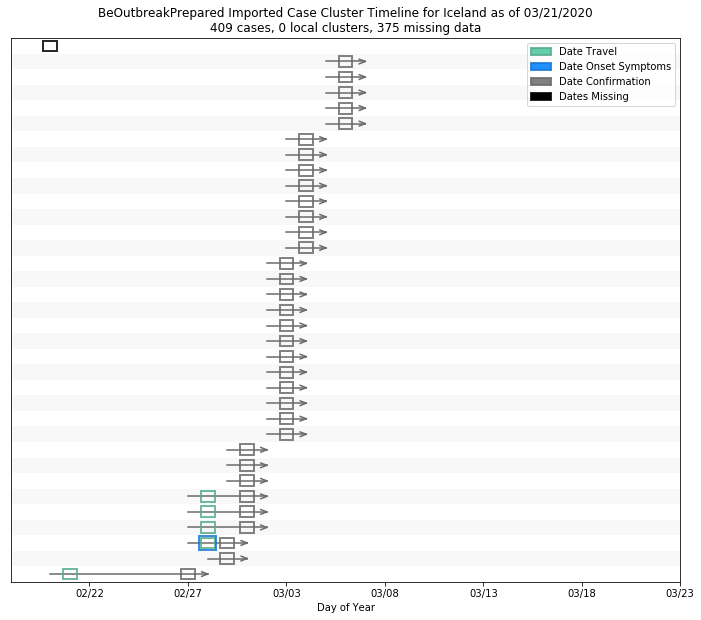 BeOutbreakPrepared Imported Case Cluster Timeline for Iceland as of 03/21/2020
409 cases, 0 local clusters, 375 missing data
Date Travel
Date Onset Symptoms
Date Confirmation
Dates Missing
02/22 02/27 03/03 03/08 03/13 03/18 03/23
Day of Year